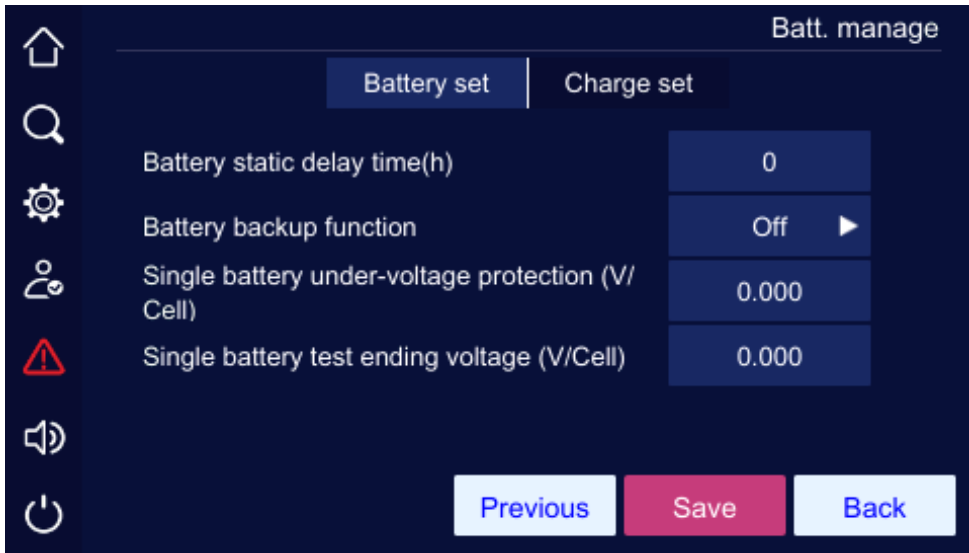 Batt. manage
Battery set
Charge set
Battery static delay time(h)
0
Battery backup function
Off
Single battery under-voltage protection (V/
Cell)
0.000
Single battery test ending voltage (V/Cell)
0.000
Previous
Save
Back